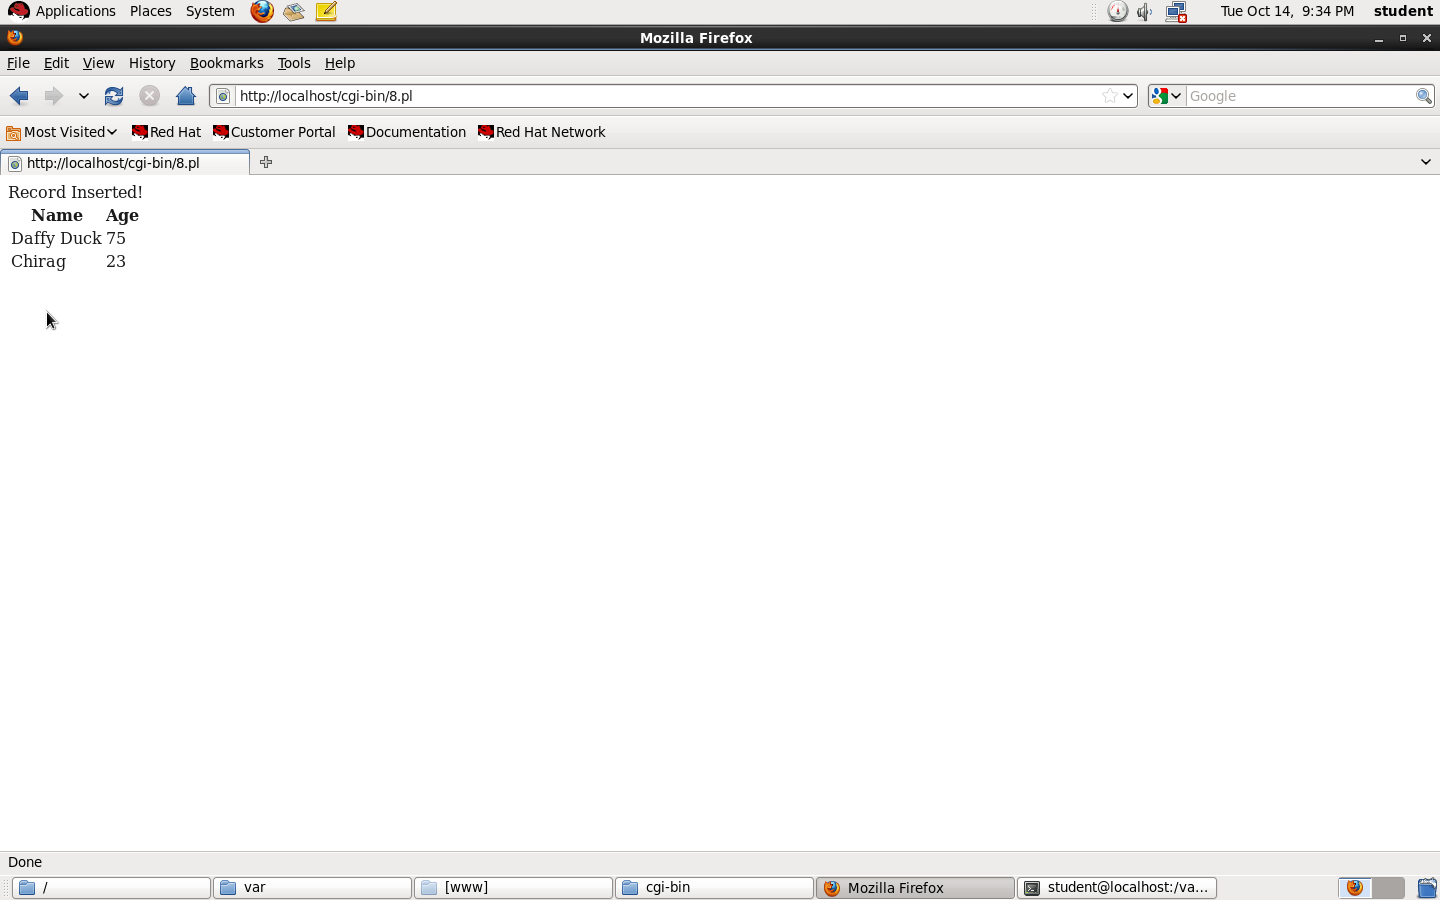 Applications Places System Tue Oct 14, 9:34 PM student
Mozilla Firefox
File Edit View History Bookmarks Tools Help
http://localhost/cgi-bin/8.pl Google
Most Visited Red Hat Customer Portal Documentation Red Hat Network
http://localhost/cgi-bin/8.pl
Record Inserted!
Name Age
Daffy Duck 75
Chirag 23
Done
/ var [www] cgi-bin Mozilla Firefox student@localhost:/va...